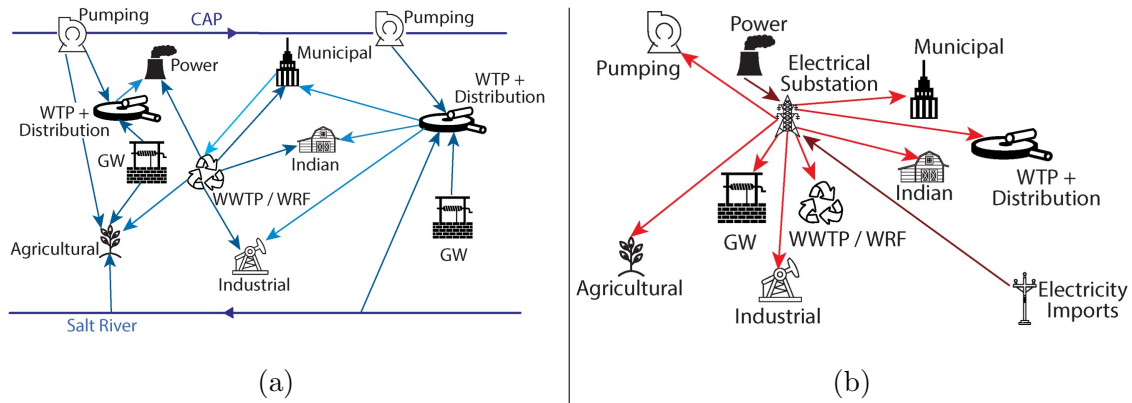 Pumping
CAP
Pumping
Power
Municipal
WTP +
Distribution
WTP +
Distribution
GW
Indian
WWTP / WRF
GW
Agricultural
Industrial
Salt River
(a)
Power
Municipal
Pumping
Electrical
Substation
WTP +
Distribution
Indian
GW
WWTP / WRF
Agricultural
Industrial
Electricity
Imports
(b)